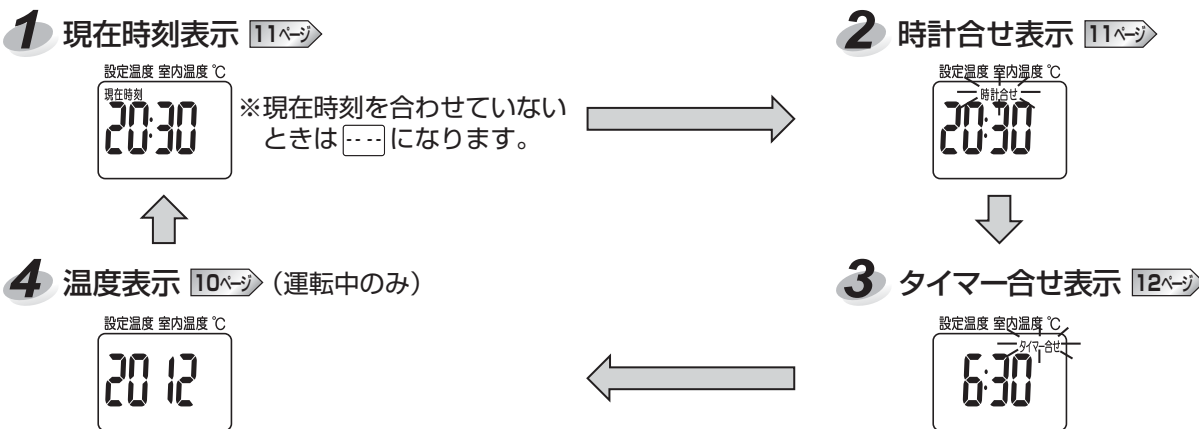 1 現在時刻表示 11ページ
設定温度 室内温度 ℃
現在時刻
20:30
※現在時刻を合わせていない
ときは --:-- になります。
2 時計合せ表示 11ページ
設定温度 室内温度 ℃
時計合せ
20:30
3 タイマー合せ表示 12ページ
設定温度 室内温度 ℃
タイマー合せ
6:30
4 温度表示 10ページ (運転中のみ)
設定温度 室内温度 ℃
20 12